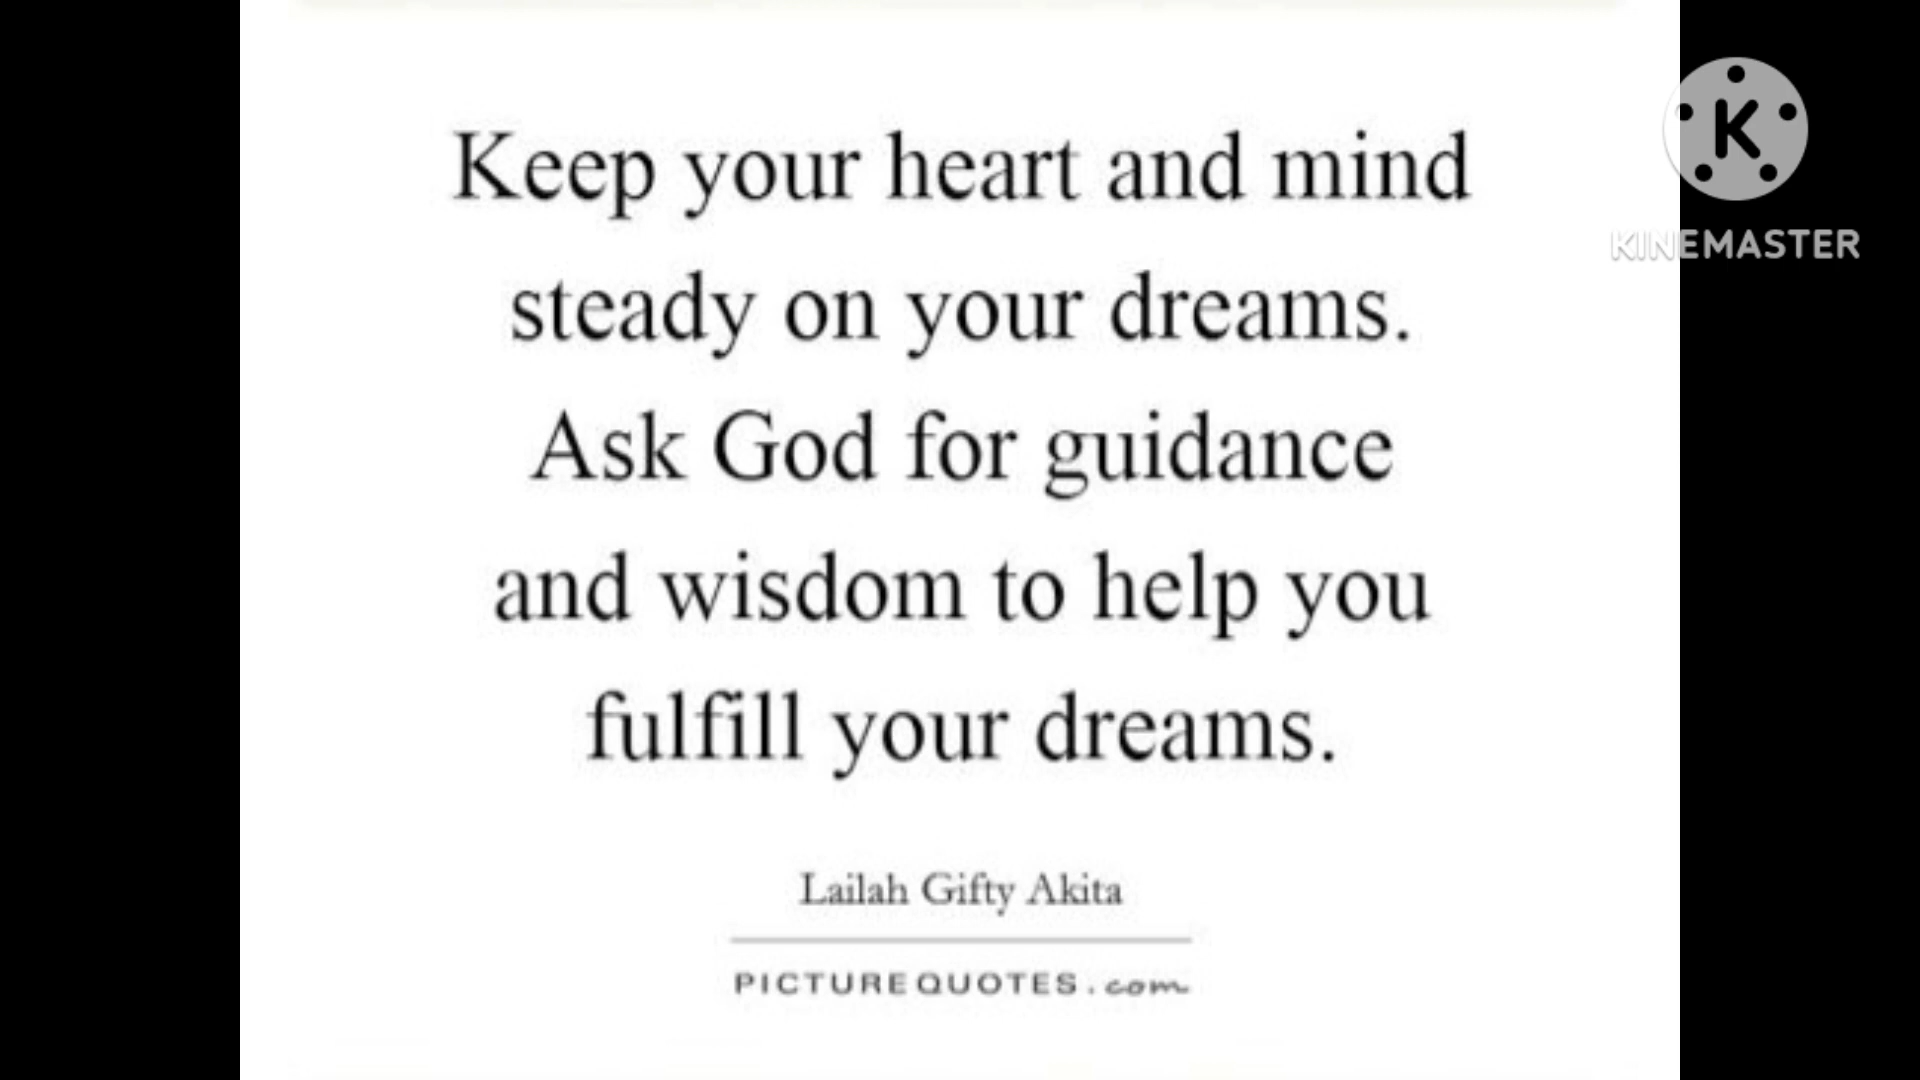 Keep your heart and mind
steady on your dreams.
Ask God for guidance
and wisdom to help you
fulfill your dreams.
Lailah Gifty Akita
PICTUREQUOTES.com
K
KINEMASTER